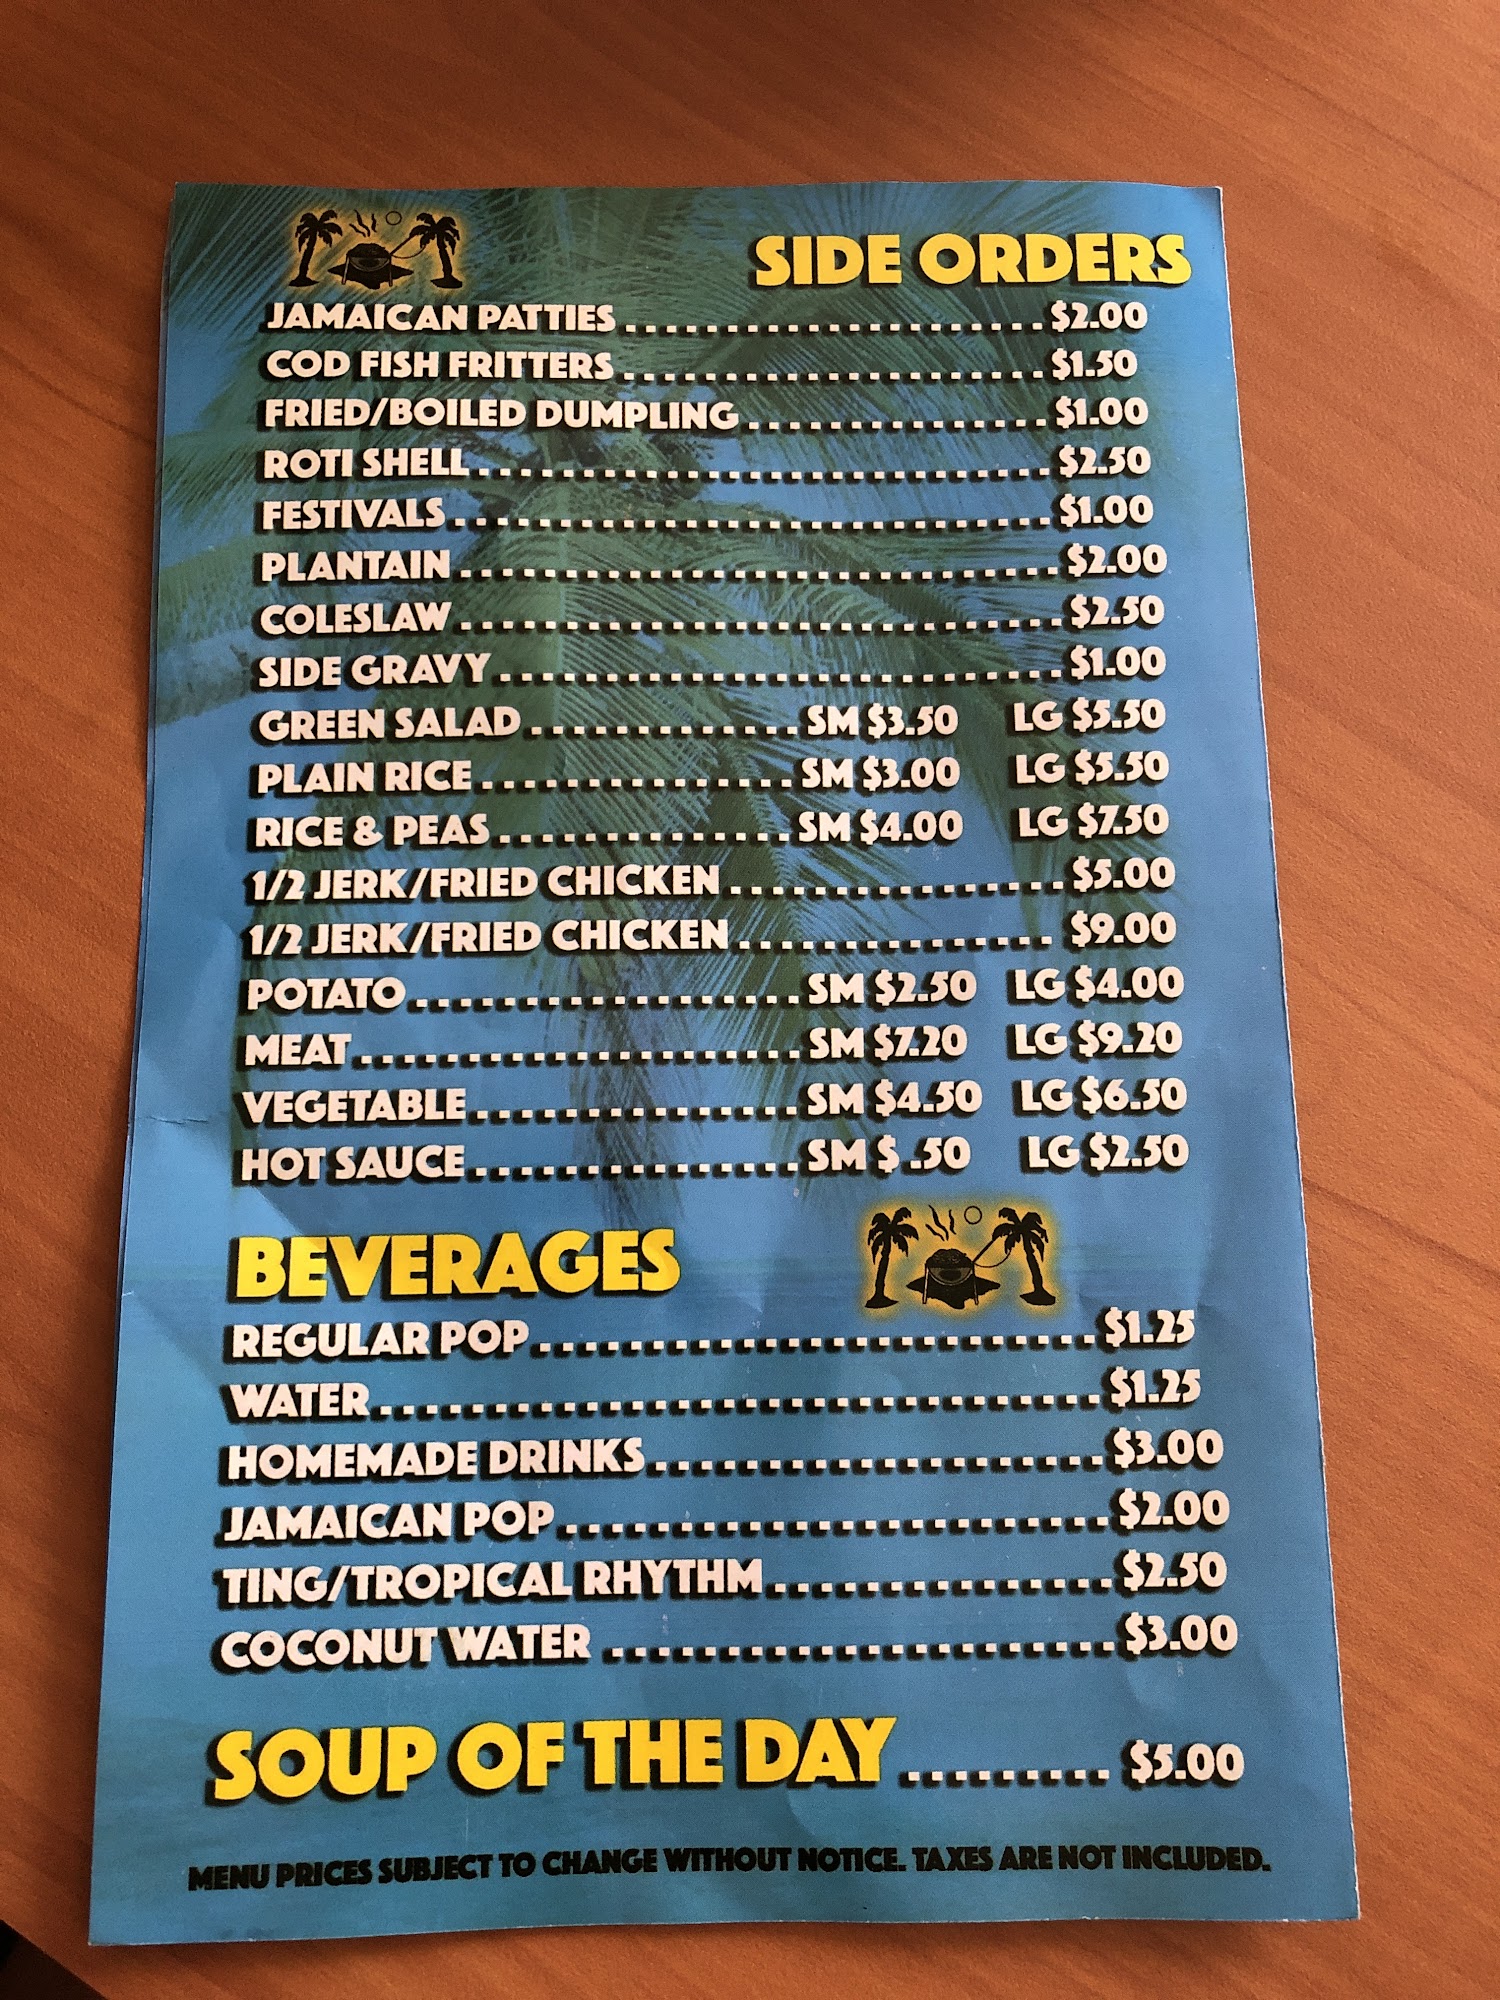 SIDE ORDERS
JAMAICAN PATTIES ..................... $2.00
COD FISH FRITTERS ..................... $1.50
FRIED/BOILED DUMPLING ............... $1.00
ROTI SHELL ............................ $2.50
FESTIVALS ............................. $1.00
PLANTAIN ............................. $2.00
COLESLAW ............................. $2.50
SIDE GRAVY ............................ $1.00
GREEN SALAD ............. SM $3.50 LG $5.50
PLAIN RICE ............... SM $3.00 LG $5.50
RICE & PEAS .............. SM $4.00 LG $7.50
1/2 JERK/FRIED CHICKEN ................. $5.00
1/2 JERK/FRIED CHICKEN ............... $9.00
POTATO .................. SM $2.50 LG $4.00
MEAT ..................... SM $7.20 LG $9.20
VEGETABLE ............... SM $4.50 LG $6.50
HOT SAUCE ............... SM $ .50 LG $2.50
BEVERAGES
REGULAR POP ........................... $1.25
WATER .................................. $1.25
HOMEMADE DRINKS ..................... $3.00
JAMAICAN POP ......................... $2.00
TING/TROPICAL RHYTHM ............... $2.50
COCONUT WATER ...................... $3.00
SOUP OF THE DAY ......... $5.00
MENU PRICES SUBJECT TO CHANGE WITHOUT NOTICE. TAXES ARE NOT INCLUDED.